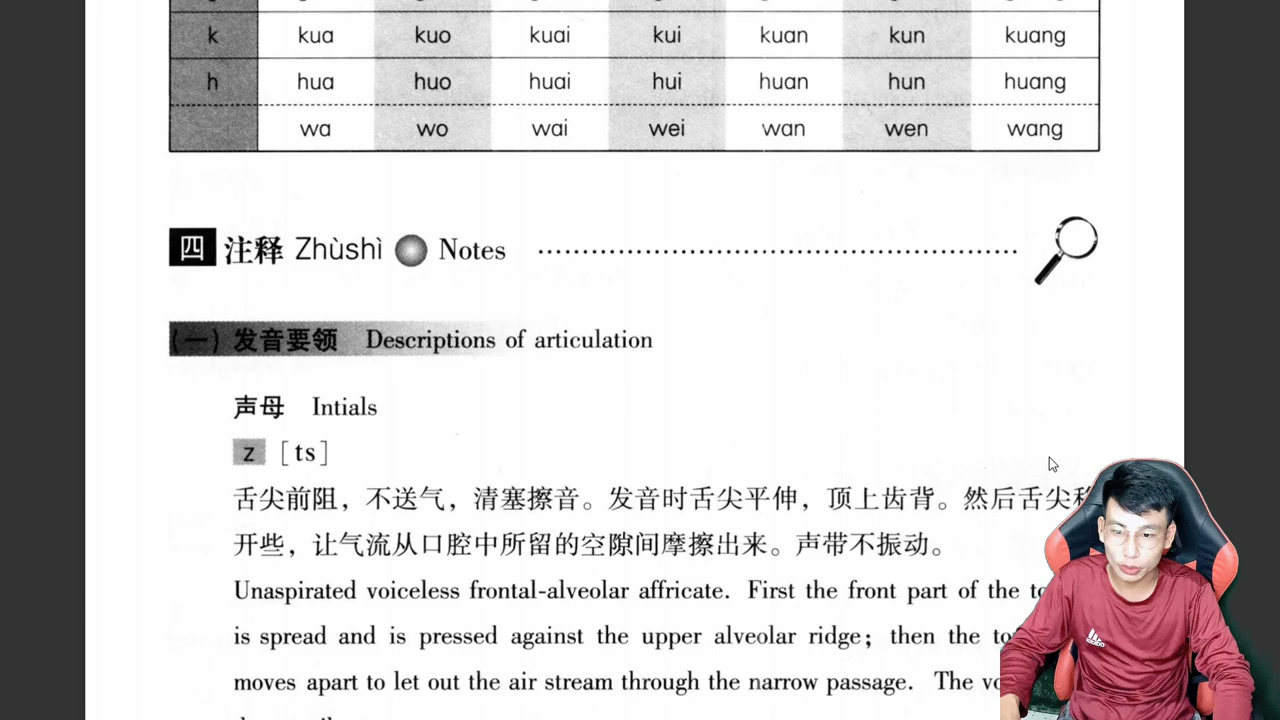 k kua kuo kuai kui kuan kun kuang
h hua huo huai hui huan hun huang
wa wo wai wei wan wen wang
四 注释 Zhùshì Notes
(一) 发音要领 Descriptions of articulation
声母 Intials
z [ts]
舌尖前阻，不送气，清塞擦音。发音时舌尖平伸，顶上齿背。然后舌尖
开些，让气流从口腔中所留的空隙间摩擦出来。声带不振动。
Unaspirated voiceless frontal-alveolar affricate. First the front part of the
is spread and is pressed against the upper alveolar ridge; then the
moves apart to let out the air stream through the narrow passage. The